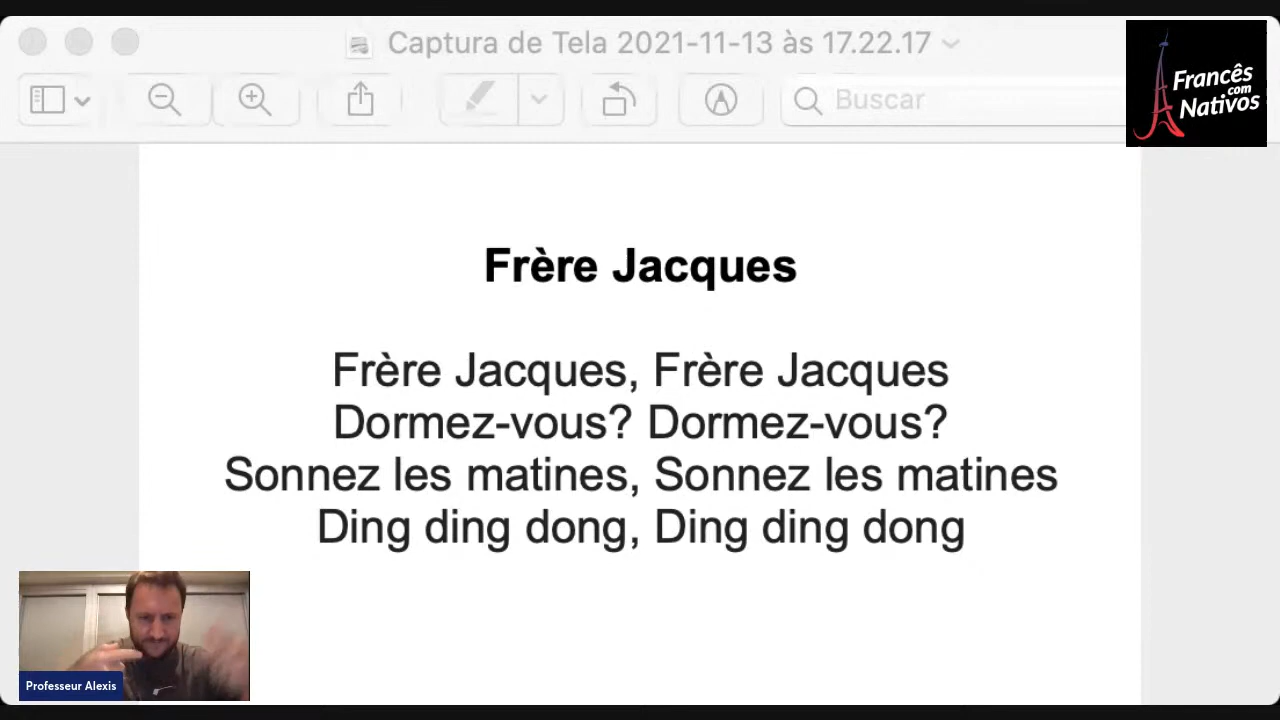 Captura de Tela 2021-11-13 às 17.22.17
Buscar
Francês
com
Nativos
Frère Jacques
Frère Jacques, Frère Jacques
Dormez-vous? Dormez-vous?
Sonnez les matines, Sonnez les matines
Ding ding dong, Ding ding dong
Professeur Alexis